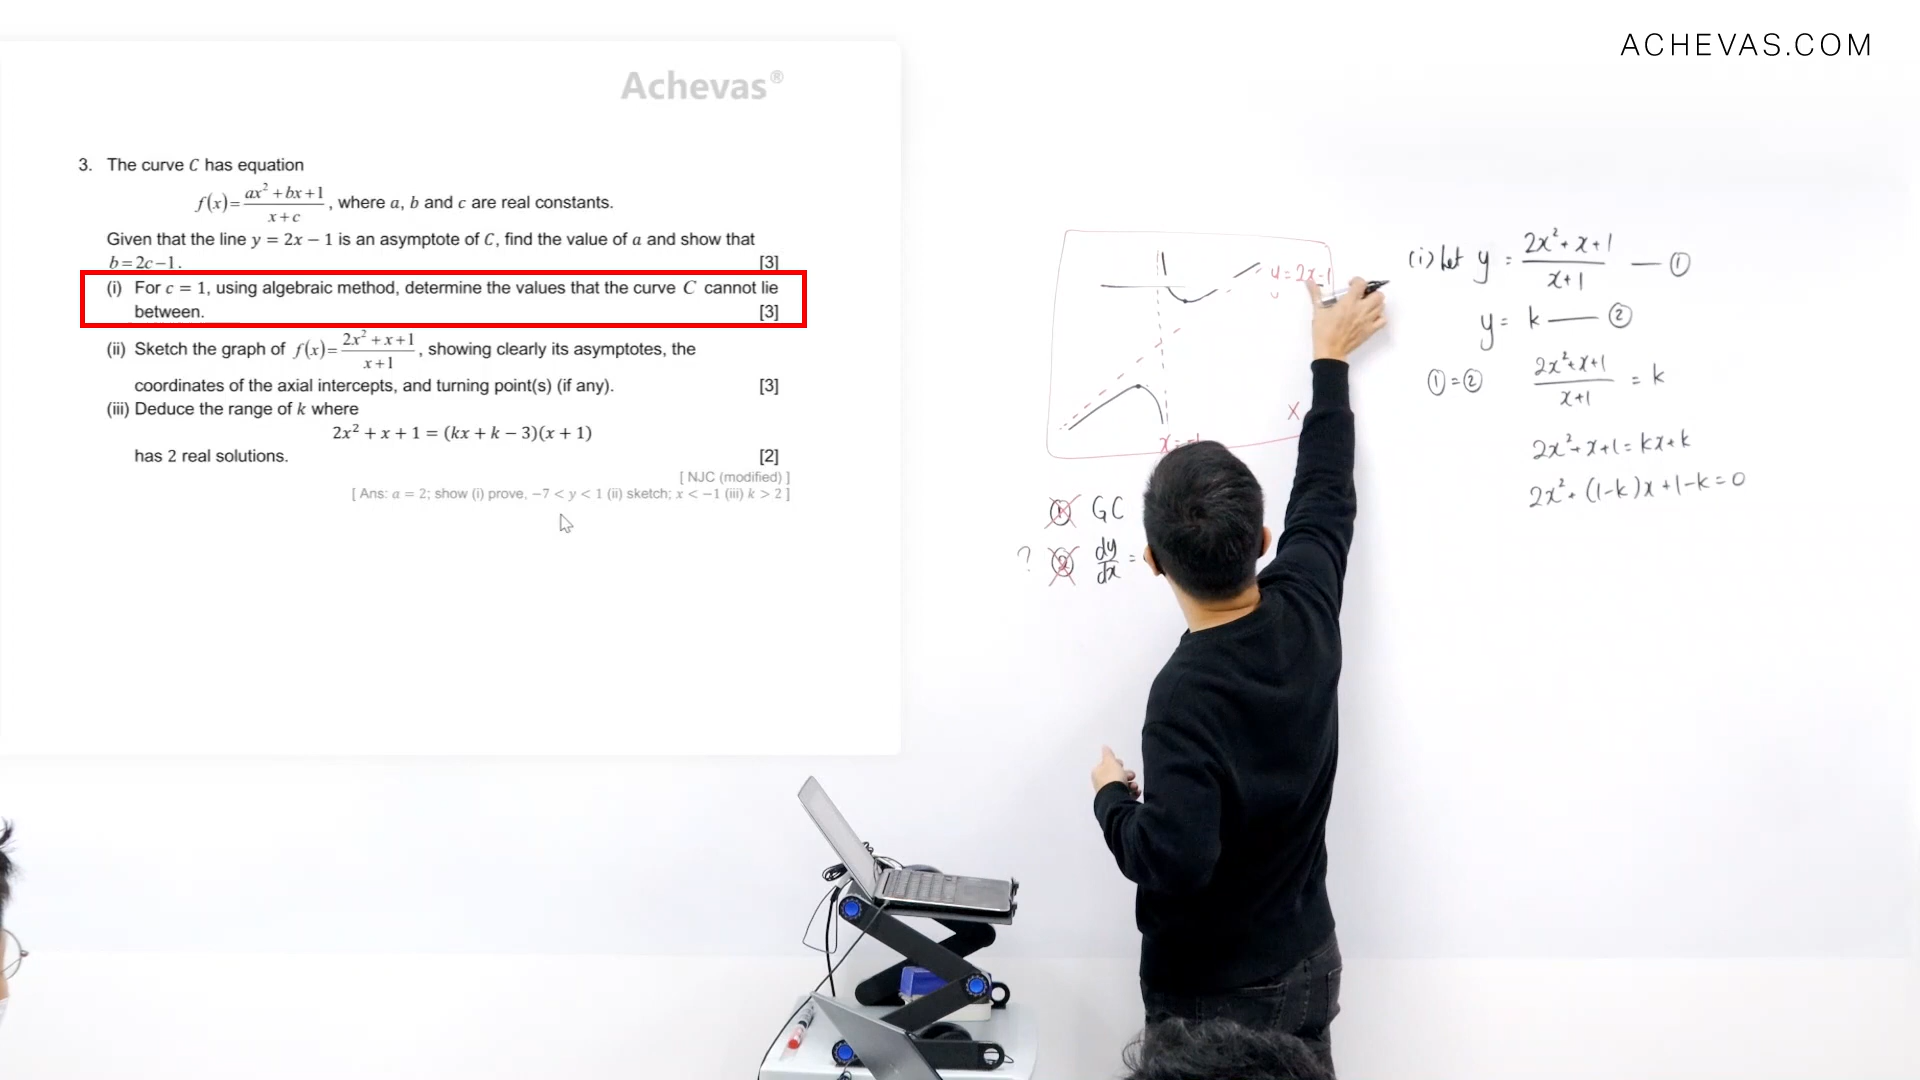 ACHEVAS.COM
Achevas®
3. The curve C has equation
f(x)= ax² + bx + 1 / x + c , where a, b and c are real constants.
Given that the line y = 2x − 1 is an asymptote of C, find the value of a and show that
b = 2c − 1. [3]
(i) For c = 1, using algebraic method, determine the values that the curve C cannot lie
between. [3]
(ii) Sketch the graph of f(x)= 2x² + x + 1 / x + 1 , showing clearly its asymptotes, the
coordinates of the axial intercepts, and turning point(s) (if any). [3]
(iii) Deduce the range of k where
2x² + x + 1 = (kx + k − 3)(x + 1)
has 2 real solutions. [2]
[ NJC (modified) ]
[ Ans: a = 2; show (i) prove, −7 < y < 1 (ii) sketch; x < −1 (iii) k > 2 ]
y = 2x-1
X
① GC
? ② dy/dx =
(i) Let y = 2x² + x + 1 / x+1 — ①
y = k — ②
① = ② 2x² + x + 1 / x+1 = k
2x² + x + 1 = kx + k
2x² + (1-k)x + 1-k = 0